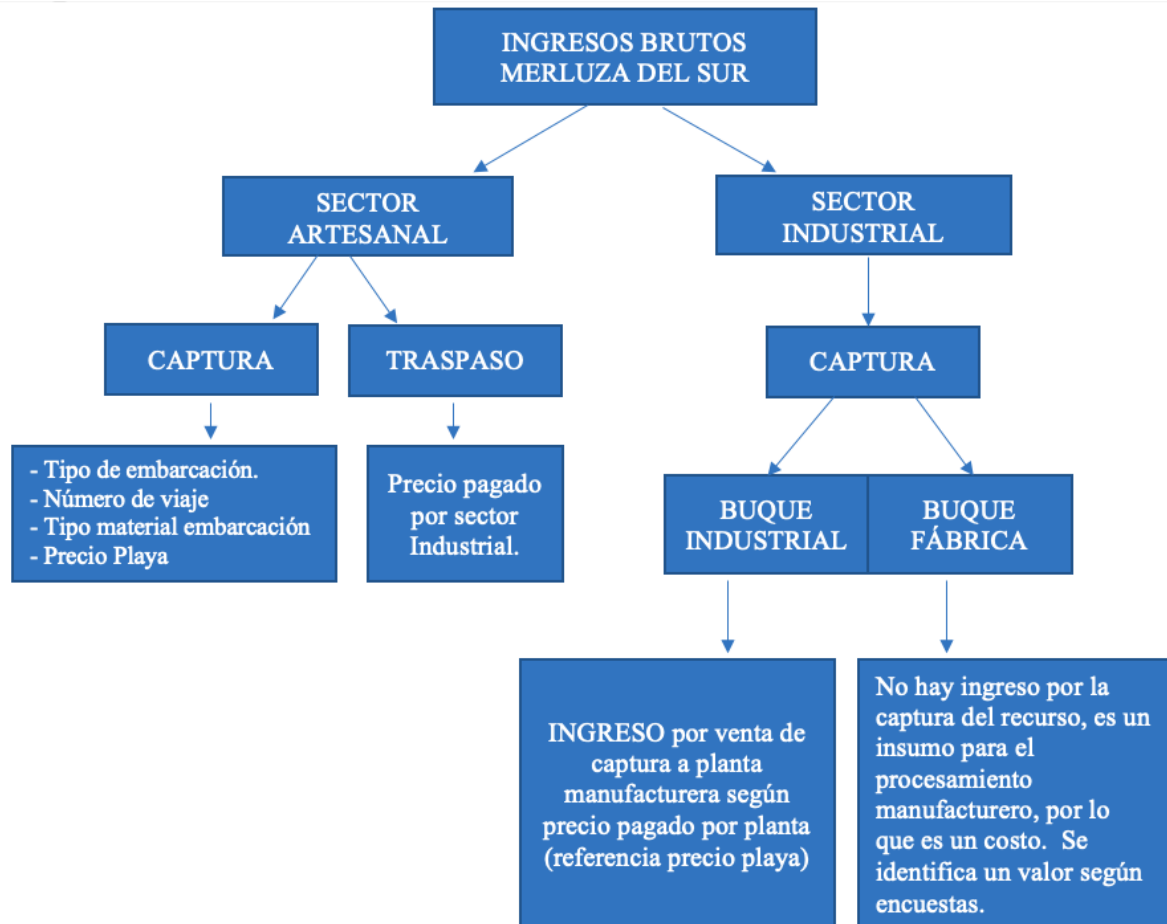 INGRESOS BRUTOS
MERLUZA DEL SUR
SECTOR
ARTESANAL
SECTOR
INDUSTRIAL
CAPTURA
TRASPASO
CAPTURA
- Tipo de embarcación.
- Número de viaje
- Tipo material embarcación
- Precio Playa
Precio pagado
por sector
Industrial.
BUQUE
INDUSTRIAL
BUQUE
FÁBRICA
INGRESO por venta de
captura a planta
manufacturera según
precio pagado por planta
(referencia precio playa)
No hay ingreso por la
captura del recurso, es un
insumo para el
procesamiento
manufacturero, por lo
que es un costo. Se
identifica un valor según
encuestas.